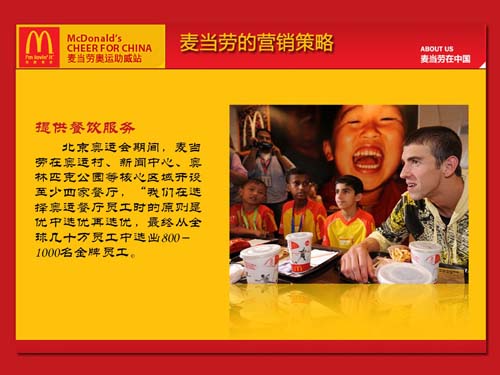 McDonald's
CHEER FOR CHINA
麦当劳奥运助威站
i'm lovin' it
麦当劳的营销策略
ABOUT US
麦当劳在中国
提供餐饮服务
北京奥运会期间，麦当
劳在奥运村、新闻中心、奥
林匹克公园等核心区域开设
至少四家餐厅，“我们在选
择奥运餐厅员工时的原则是
优中选优再选优，最终从全
球几十万员工中选出800-
1000名金牌员工。